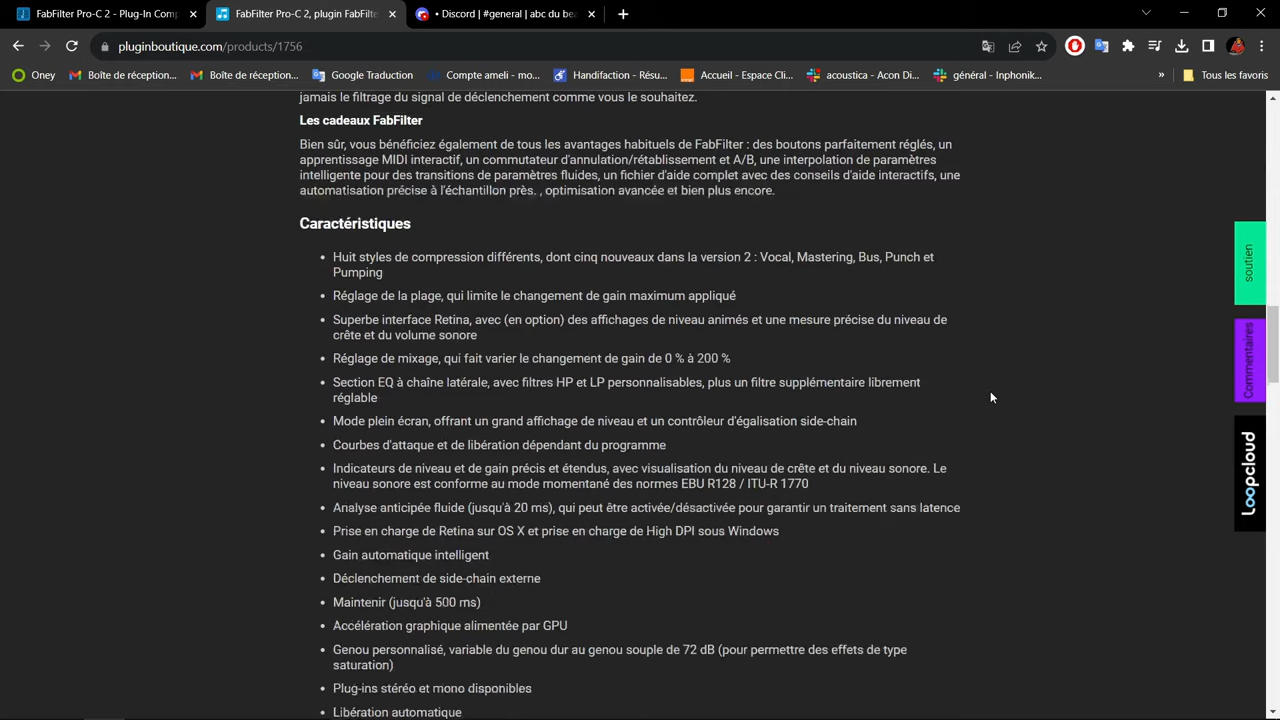 FabFilter Pro-C 2 - Plug-In Comp
FabFilter Pro-C 2, plugin FabFilte
• Discord | #general | abc du bea
pluginboutique.com/products/1756
Oney
Boîte de réception...
Boîte de réception...
Google Traduction
Compte ameli - mo...
Handifaction - Résu...
Accueil - Espace Cli...
acoustica - Acon Di...
général - Inphonik...
»
Tous les favoris
jamais le filtrage du signal de déclenchement comme vous le souhaitez.
Les cadeaux FabFilter
Bien sûr, vous bénéficiez également de tous les avantages habituels de FabFilter : des boutons parfaitement réglés, un
apprentissage MIDI interactif, un commutateur d'annulation/rétablissement et A/B, une interpolation de paramètres
intelligente pour des transitions de paramètres fluides, un fichier d'aide complet avec des conseils d'aide interactifs, une
automatisation précise à l'échantillon près. , optimisation avancée et bien plus encore.
Caractéristiques
• Huit styles de compression différents, dont cinq nouveaux dans la version 2 : Vocal, Mastering, Bus, Punch et
Pumping
• Réglage de la plage, qui limite le changement de gain maximum appliqué
• Superbe interface Retina, avec (en option) des affichages de niveau animés et une mesure précise du niveau de
crête et du volume sonore
• Réglage de mixage, qui fait varier le changement de gain de 0 % à 200 %
• Section EQ à chaîne latérale, avec filtres HP et LP personnalisables, plus un filtre supplémentaire librement
réglable
• Mode plein écran, offrant un grand affichage de niveau et un contrôleur d'égalisation side-chain
• Courbes d'attaque et de libération dépendant du programme
• Indicateurs de niveau et de gain précis et étendus, avec visualisation du niveau de crête et du niveau sonore. Le
niveau sonore est conforme au mode momentané des normes EBU R128 / ITU-R 1770
• Analyse anticipée fluide (jusqu'à 20 ms), qui peut être activée/désactivée pour garantir un traitement sans latence
• Prise en charge de Retina sur OS X et prise en charge de High DPI sous Windows
• Gain automatique intelligent
• Déclenchement de side-chain externe
• Maintenir (jusqu'à 500 ms)
• Accélération graphique alimentée par GPU
• Genou personnalisé, variable du genou dur au genou souple de 72 dB (pour permettre des effets de type
saturation)
• Plug-ins stéréo et mono disponibles
• Libération automatique
soutien
Commentaires
Loopcloud